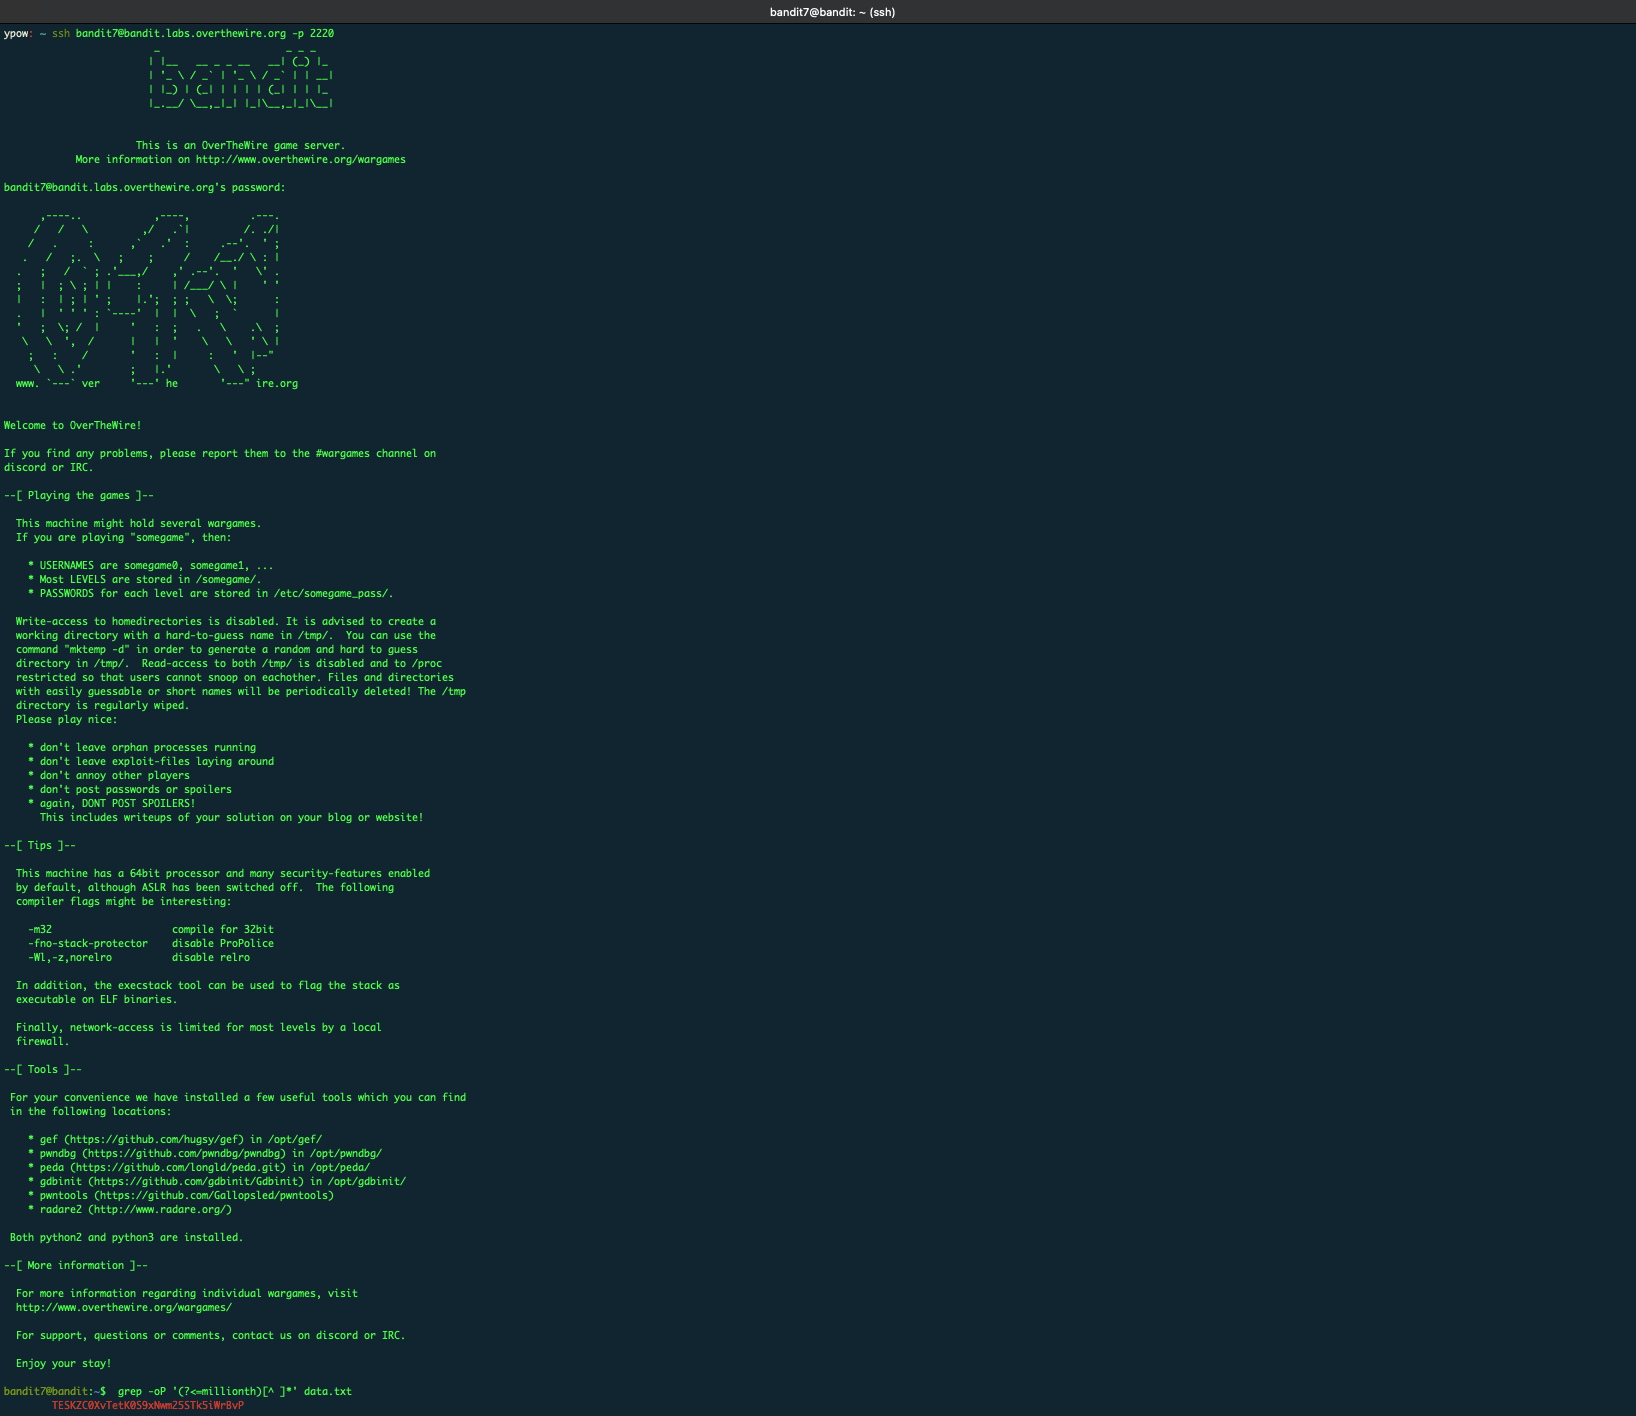 bandit7@bandit: ~ (ssh)
ypow: ~ ssh bandit7@bandit.labs.overthewire.org -p 2220
This is an OverTheWire game server.
More information on http://www.overthewire.org/wargames
bandit7@bandit.labs.overthewire.org's password:
www. ver he ire.org
Welcome to OverTheWire!
If you find any problems, please report them to the #wargames channel on
discord or IRC.
--[ Playing the games ]--
This machine might hold several wargames.
If you are playing "somegame", then:
* USERNAMES are somegame0, somegame1, ...
* Most LEVELS are stored in /somegame/.
* PASSWORDS for each level are stored in /etc/somegame_pass/.
Write-access to homedirectories is disabled. It is advised to create a
working directory with a hard-to-guess name in /tmp/.  You can use the
command "mktemp -d" in order to generate a random and hard to guess
directory in /tmp/.  Read-access to both /tmp/ is disabled and to /proc
restricted so that users cannot snoop on eachother. Files and directories
with easily guessable or short names will be periodically deleted! The /tmp
directory is regularly wiped.
Please play nice:
* don't leave orphan processes running
* don't leave exploit-files laying around
* don't annoy other players
* don't post passwords or spoilers
* again, DONT POST SPOILERS!
This includes writeups of your solution on your blog or website!
--[ Tips ]--
This machine has a 64bit processor and many security-features enabled
by default, although ASLR has been switched off.  The following
compiler flags might be interesting:
-m32                    compile for 32bit
-fno-stack-protector    disable ProPolice
-Wl,-z,norelro          disable relro
In addition, the execstack tool can be used to flag the stack as
executable on ELF binaries.
Finally, network-access is limited for most levels by a local
firewall.
--[ Tools ]--
For your convenience we have installed a few useful tools which you can find
in the following locations:
* gef (https://github.com/hugsy/gef) in /opt/gef/
* pwndbg (https://github.com/pwndbg/pwndbg) in /opt/pwndbg/
* peda (https://github.com/longld/peda.git) in /opt/peda/
* gdbinit (https://github.com/gdbinit/Gdbinit) in /opt/gdbinit/
* pwntools (https://github.com/Gallopsled/pwntools)
* radare2 (http://www.radare.org/)
Both python2 and python3 are installed.
--[ More information ]--
For more information regarding individual wargames, visit
http://www.overthewire.org/wargames/
For support, questions or comments, contact us on discord or IRC.
Enjoy your stay!
bandit7@bandit:~$  grep -oP '(?<=millionth)[^ ]*' data.txt
TESKZC0XvTetK0S9xNwm25STk5iWrBvP